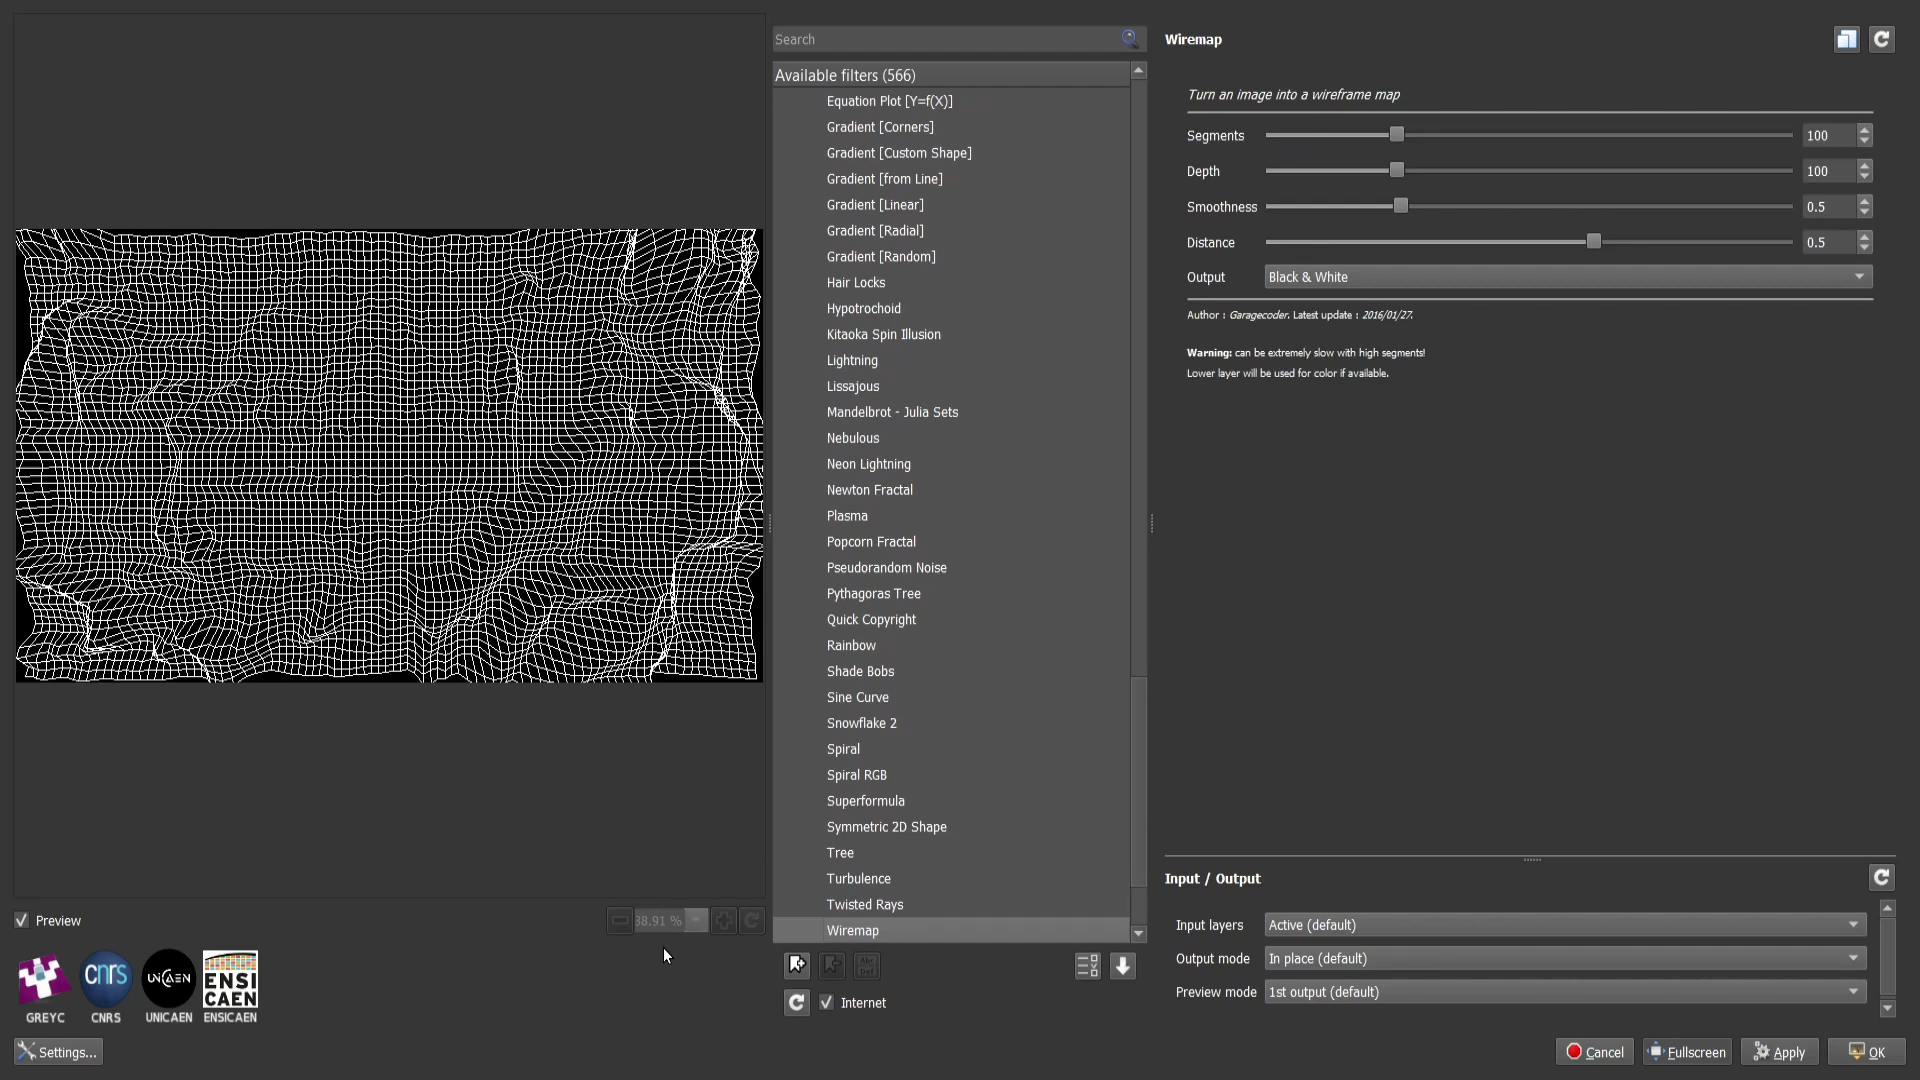 Search
Available filters (566)
Equation Plot [Y=f(X)]
Gradient [Corners]
Gradient [Custom Shape]
Gradient [from Line]
Gradient [Linear]
Gradient [Radial]
Gradient [Random]
Hair Locks
Hypotrochoid
Kitaoka Spin Illusion
Lightning
Lissajous
Mandelbrot - Julia Sets
Nebulous
Neon Lightning
Newton Fractal
Plasma
Popcorn Fractal
Pseudorandom Noise
Pythagoras Tree
Quick Copyright
Rainbow
Shade Bobs
Sine Curve
Snowflake 2
Spiral
Spiral RGB
Superformula
Symmetric 2D Shape
Tree
Turbulence
Twisted Rays
Wiremap
Internet
Wiremap
Turn an image into a wireframe map
Segments 100
Depth 100
Smoothness 0.5
Distance 0.5
Output Black & White
Author : Garagecoder. Latest update : 2016/01/27.
Warning: can be extremely slow with high segments!
Lower layer will be used for color if available.
Input / Output
Input layers Active (default)
Output mode In place (default)
Preview mode 1st output (default)
Preview
38.91 %
cnrs
UNICAEN
ENSI
CAEN
GREYC CNRS UNICAEN ENSICAEN
Settings...
Cancel Fullscreen Apply OK